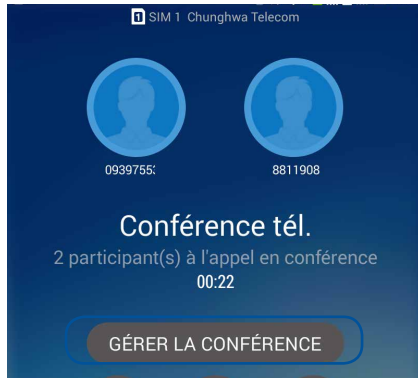 1 SIM 1 Chunghwa Telecom
0939755:
8811908
Conférence tél.
2 participant(s) à l'appel en conférence
00:22
GÉRER LA CONFÉRENCE